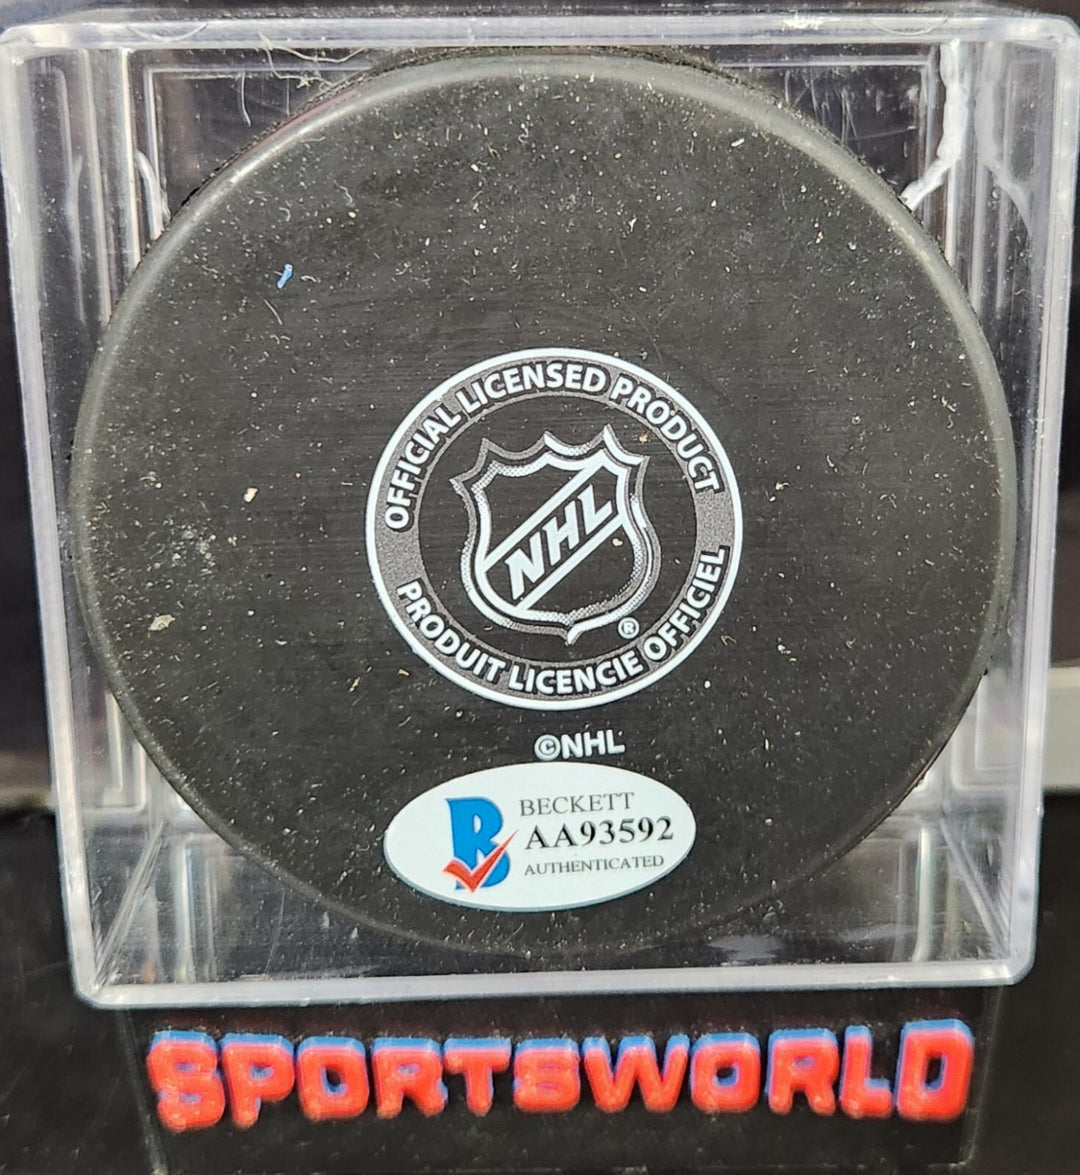 OFFICIAL LICENSED PRODUCT
NHL
®
PRODUIT LICENCIE OFFICIEL
©NHL
B
BECKETT
AA93592
AUTHENTICATED
SPORTSWORLD